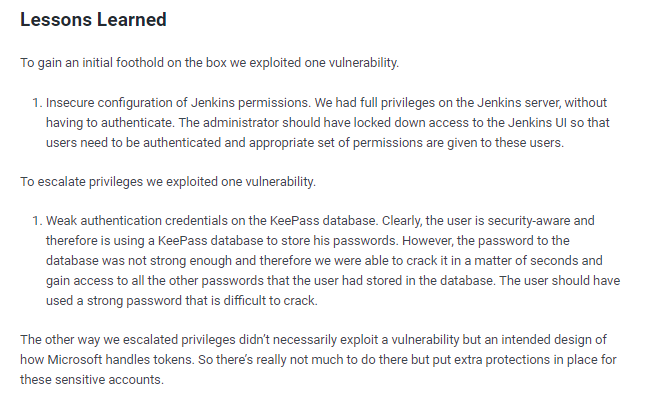 Lessons Learned
To gain an initial foothold on the box we exploited one vulnerability.
1. Insecure configuration of Jenkins permissions. We had full privileges on the Jenkins server, without
having to authenticate. The administrator should have locked down access to the Jenkins UI so that
users need to be authenticated and appropriate set of permissions are given to these users.
To escalate privileges we exploited one vulnerability.
1. Weak authentication credentials on the KeePass database. Clearly, the user is security-aware and
therefore is using a KeePass database to store his passwords. However, the password to the
database was not strong enough and therefore we were able to crack it in a matter of seconds and
gain access to all the other passwords that the user had stored in the database. The user should have
used a strong password that is difficult to crack.
The other way we escalated privileges didn’t necessarily exploit a vulnerability but an intended design of
how Microsoft handles tokens. So there’s really not much to do there but put extra protections in place for
these sensitive accounts.